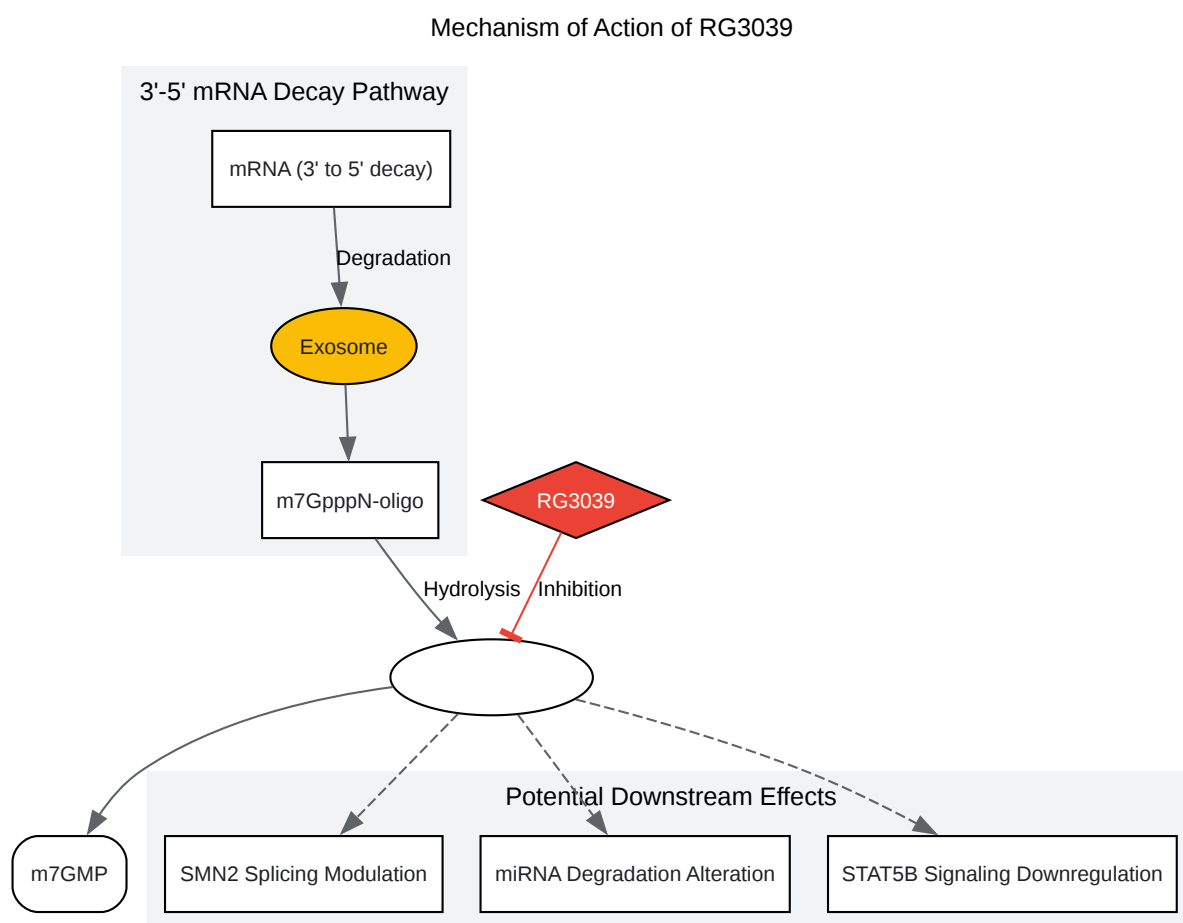 Mechanism of Action of RG3039
3'-5' mRNA Decay Pathway
mRNA (3' to 5' decay)
Degradation
Exosome
m7GpppN-oligo
RG3039
Hydrolysis
Inhibition
Potential Downstream Effects
m7GMP
SMN2 Splicing Modulation
miRNA Degradation Alteration
STAT5B Signaling Downregulation